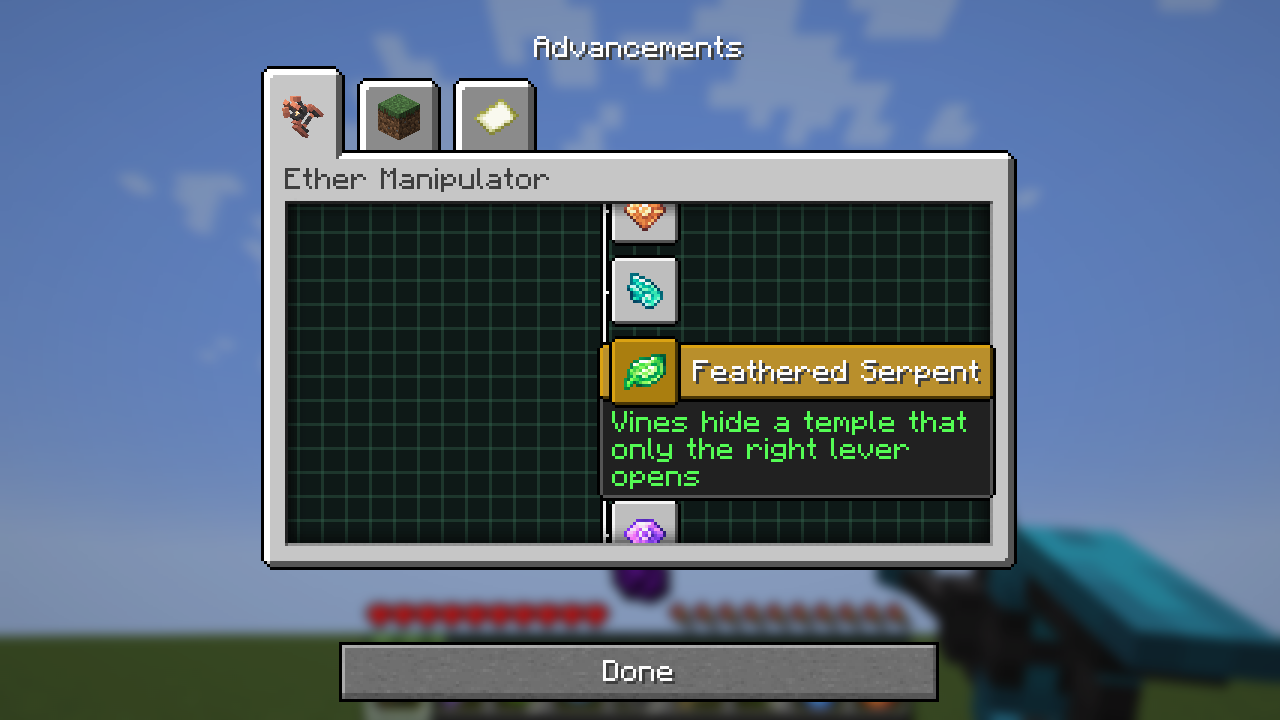 Advancements
Ether Manipulator
Feathered Serpent
Vines hide a temple that
only the right lever
opens
Done